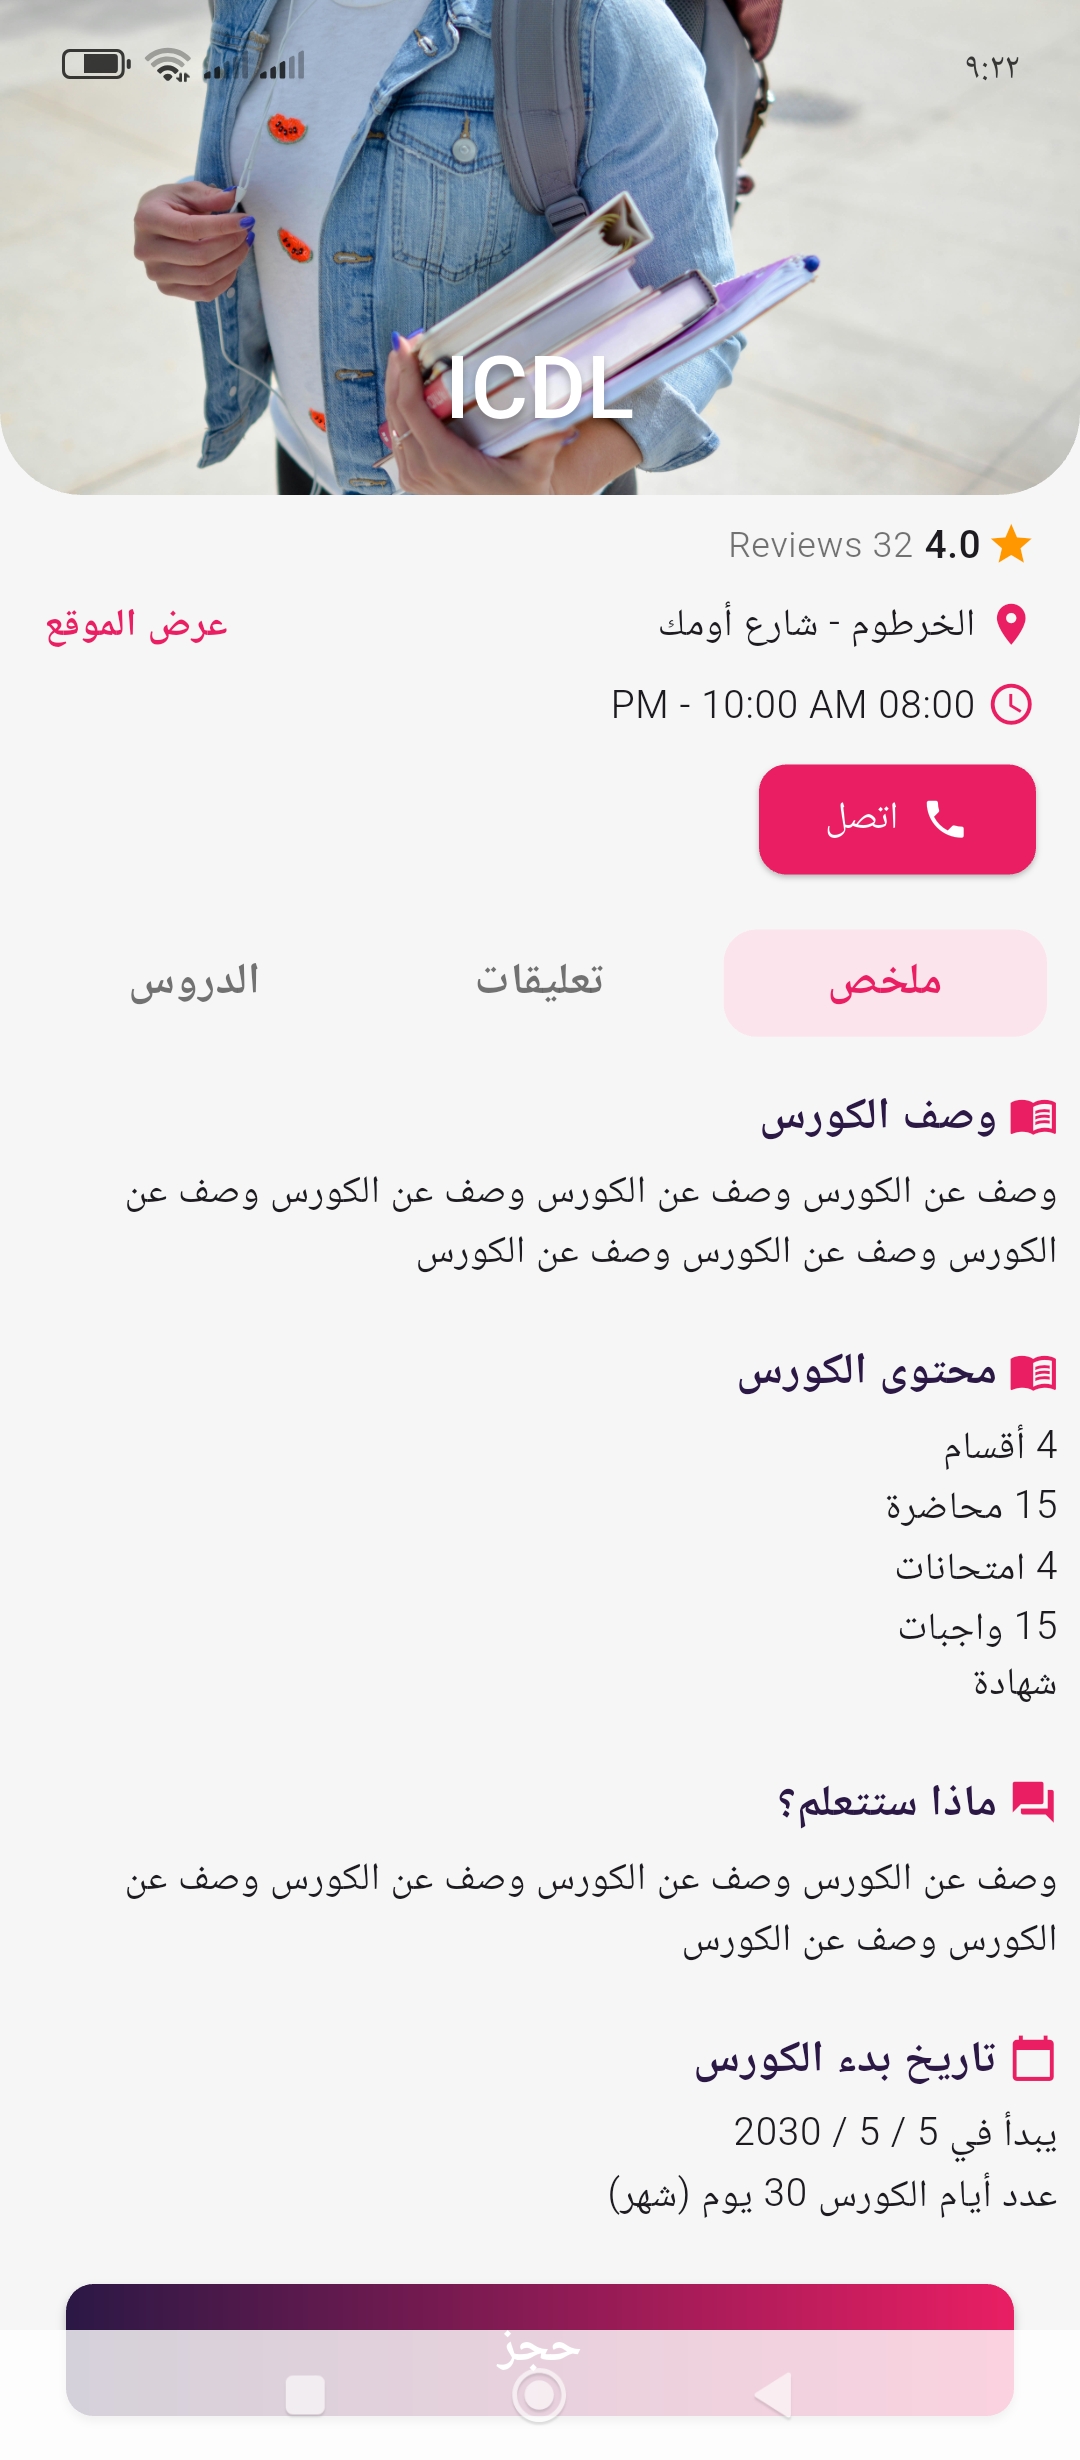 ٩:٢٢
ICDL
4.0 Reviews 32
الخرطوم - شارع أومك
عرض الموقع
PM - 10:00 AM 08:00
اتصل
ملخص
تعليقات
الدروس
وصف الكورس
وصف عن الكورس وصف عن الكورس وصف عن الكورس وصف عن
الكورس وصف عن الكورس وصف عن الكورس
محتوى الكورس
4 أقسام
15 محاضرة
4 امتحانات
15 واجبات
شهادة
ماذا ستتعلم؟
وصف عن الكورس وصف عن الكورس وصف عن الكورس وصف عن
الكورس وصف عن الكورس
تاريخ بدء الكورس
يبدأ في 5 / 5 / 2030
عدد أيام الكورس 30 يوم (شهر)
حجز